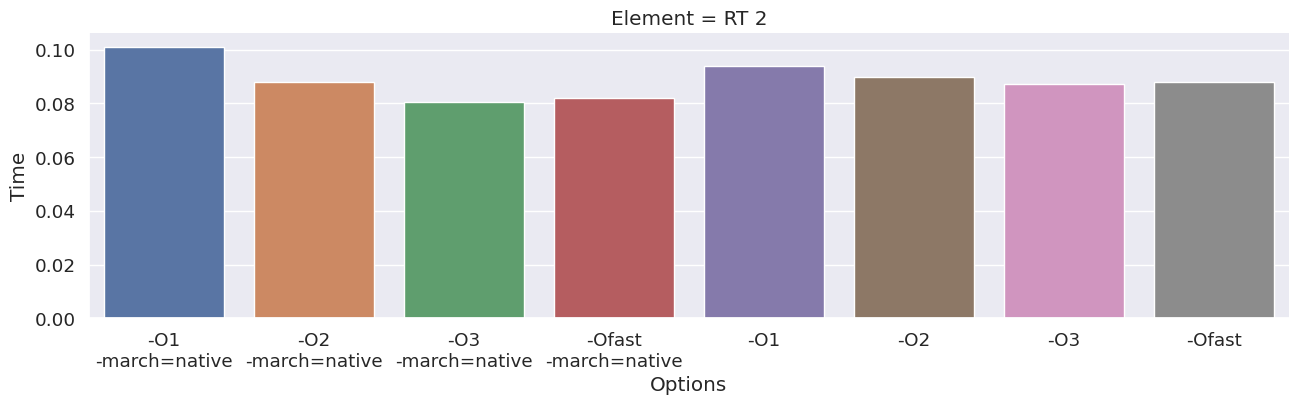 Element = RT 2
Time
0.10
0.08
0.06
0.04
0.02
0.00
-O1 -O2 -O3 -Ofast -O1 -O2 -O3 -Ofast
-march=native -march=native -march=native -march=native
Options